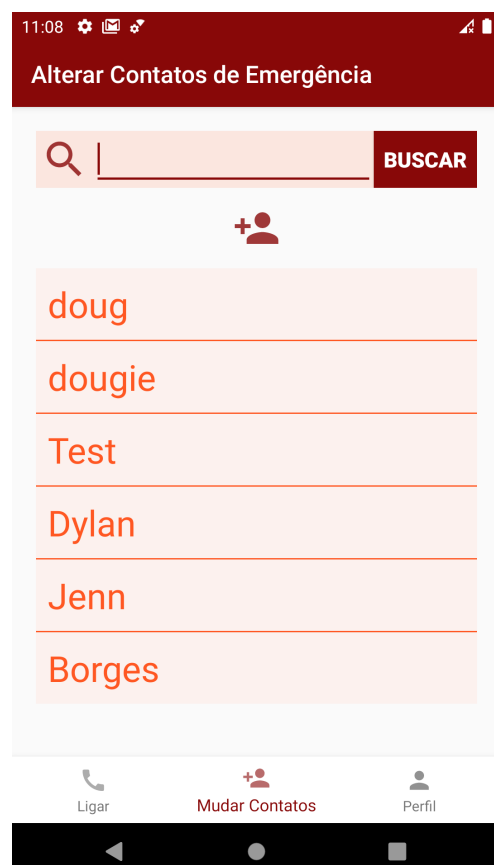 11:08
Alterar Contatos de Emergência
BUSCAR
doug
dougie
Test
Dylan
Jenn
Borges
Ligar
Mudar Contatos
Perfil